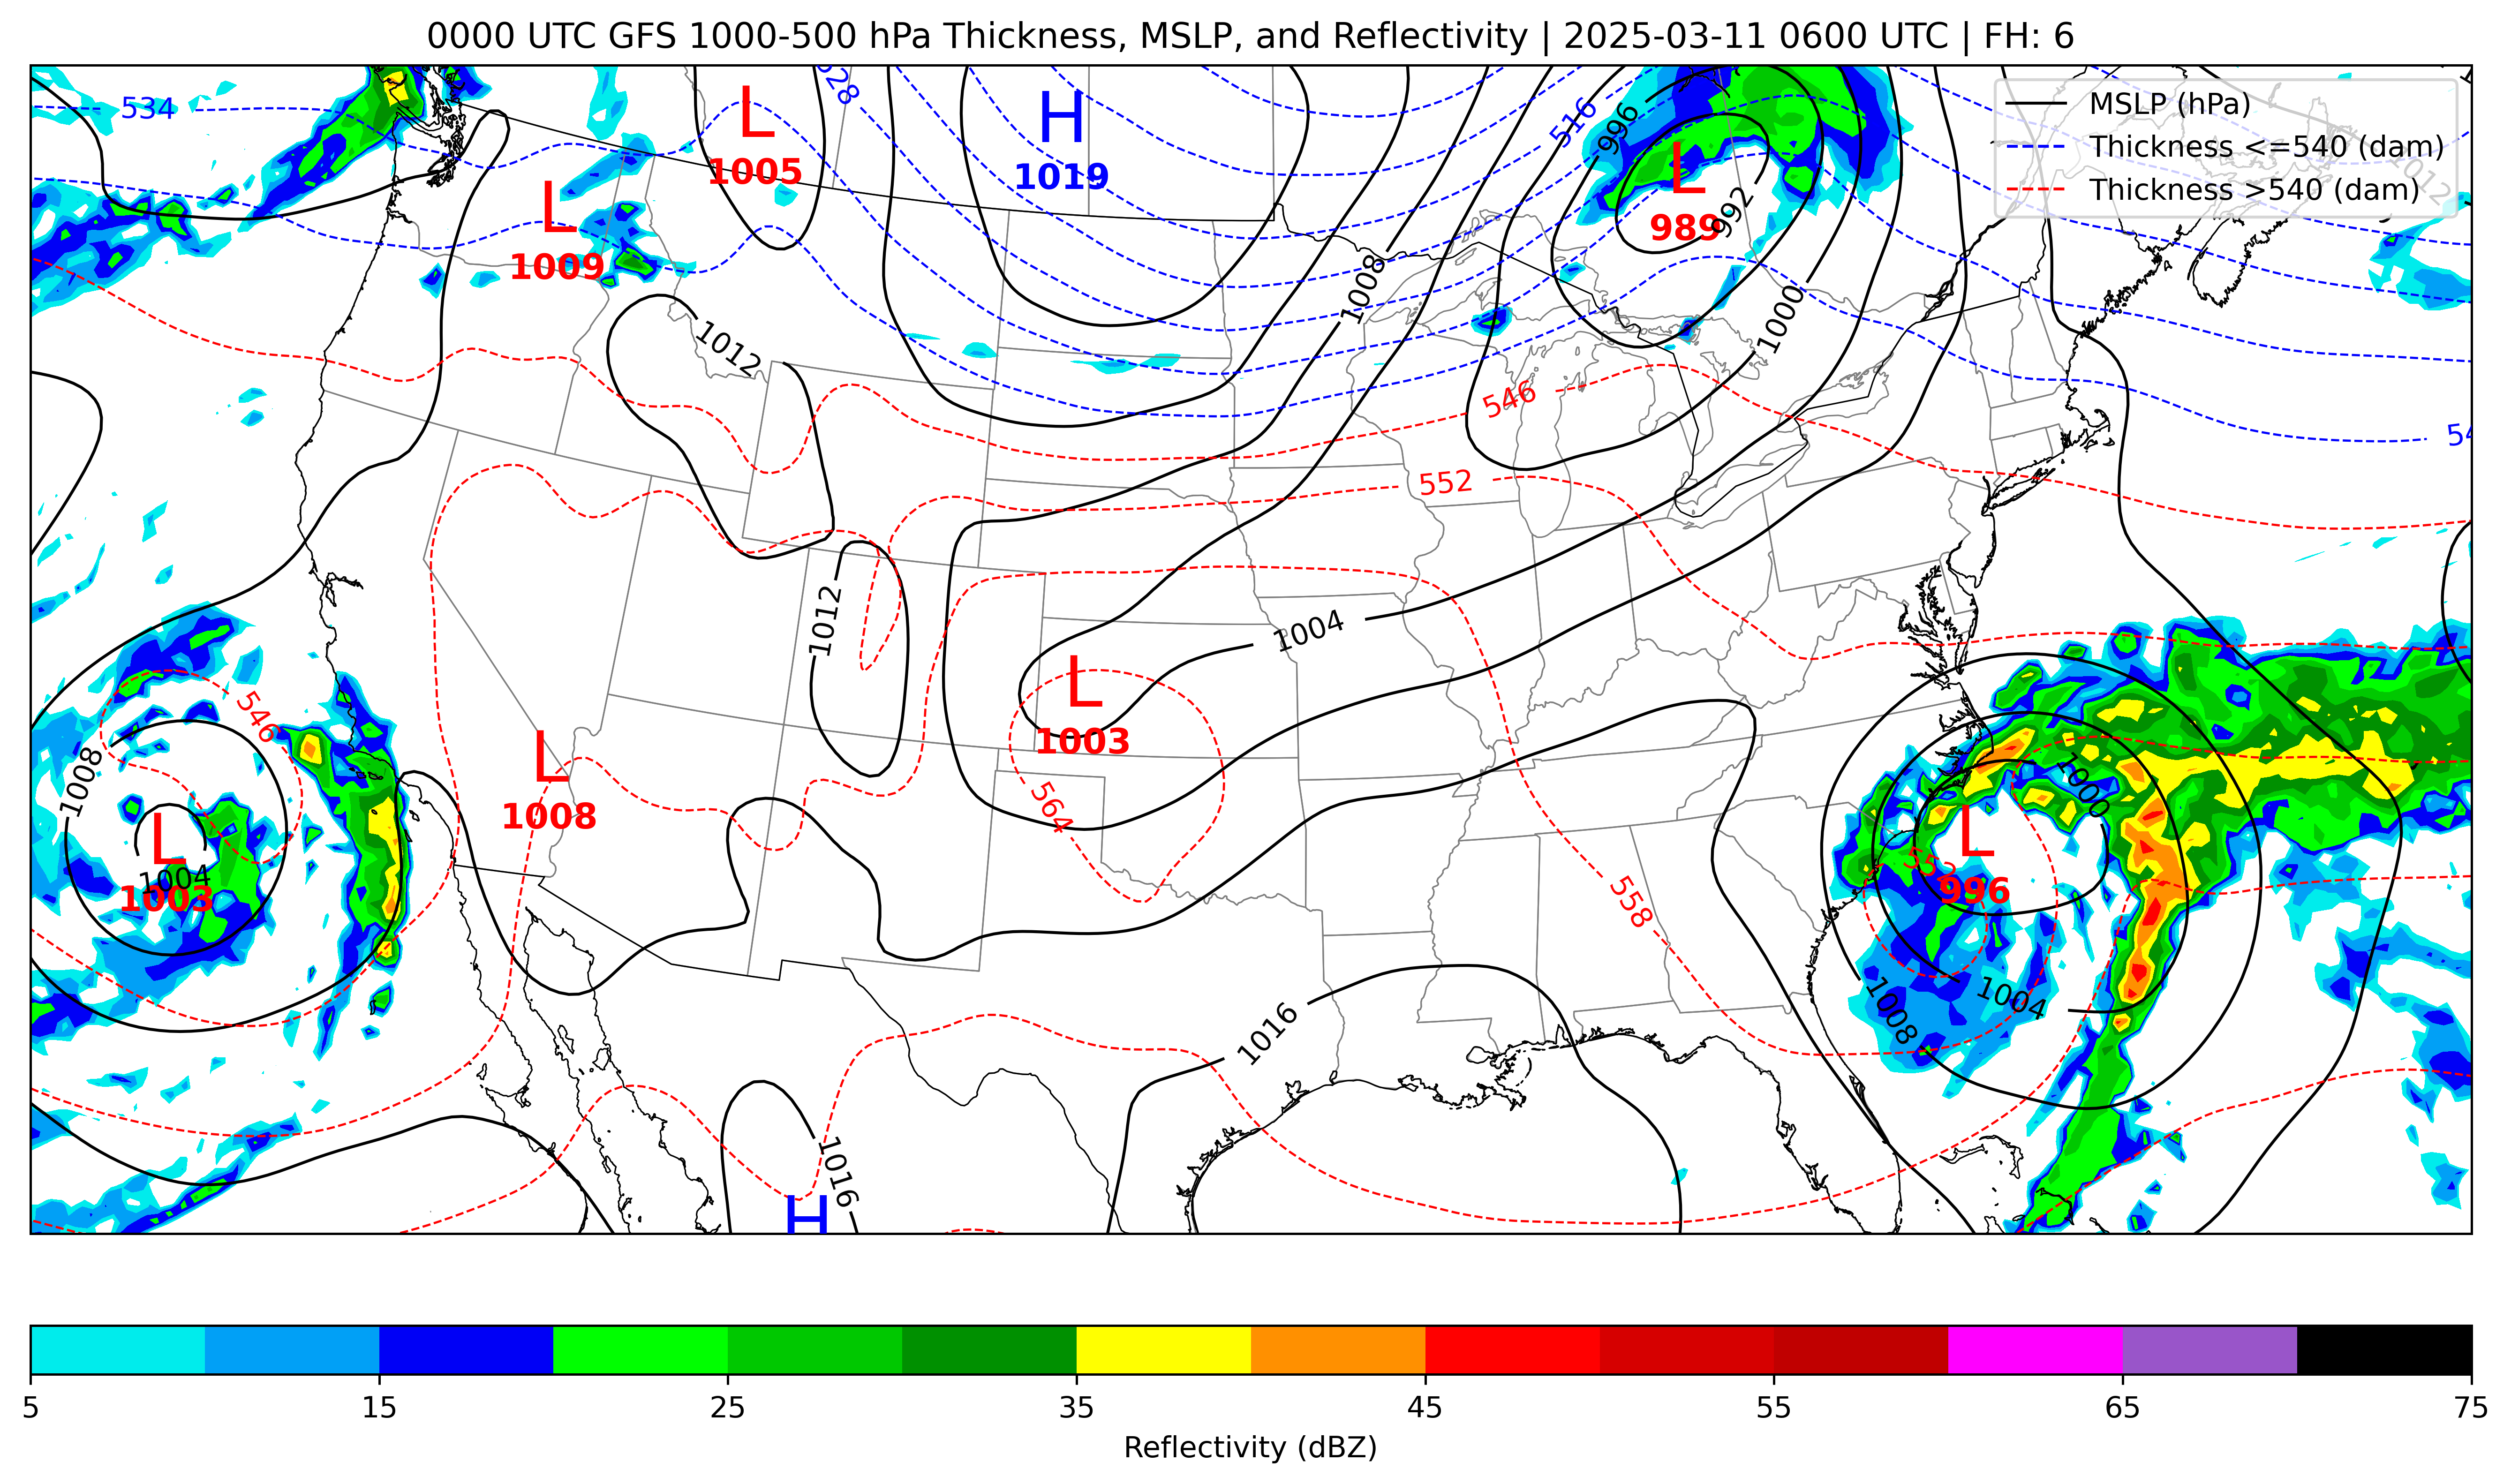 0000 UTC GFS 1000-500 hPa Thickness, MSLP, and Reflectivity | 2025-03-11 0600 UTC | FH: 6
MSLP (hPa)
Thickness <=540 (dam)
Thickness >540 (dam)
534
528
516
996
1012
L
1005
H
1019
L
989
992
L
1009
1008
1000
1012
546
552
1012
1004
L
1003
546
1008
L
1003
1004
L
1008
564
558
1000
L
996
552
1004
1008
1016
1016
H
5
15
25
35
45
55
65
75
Reflectivity (dBZ)